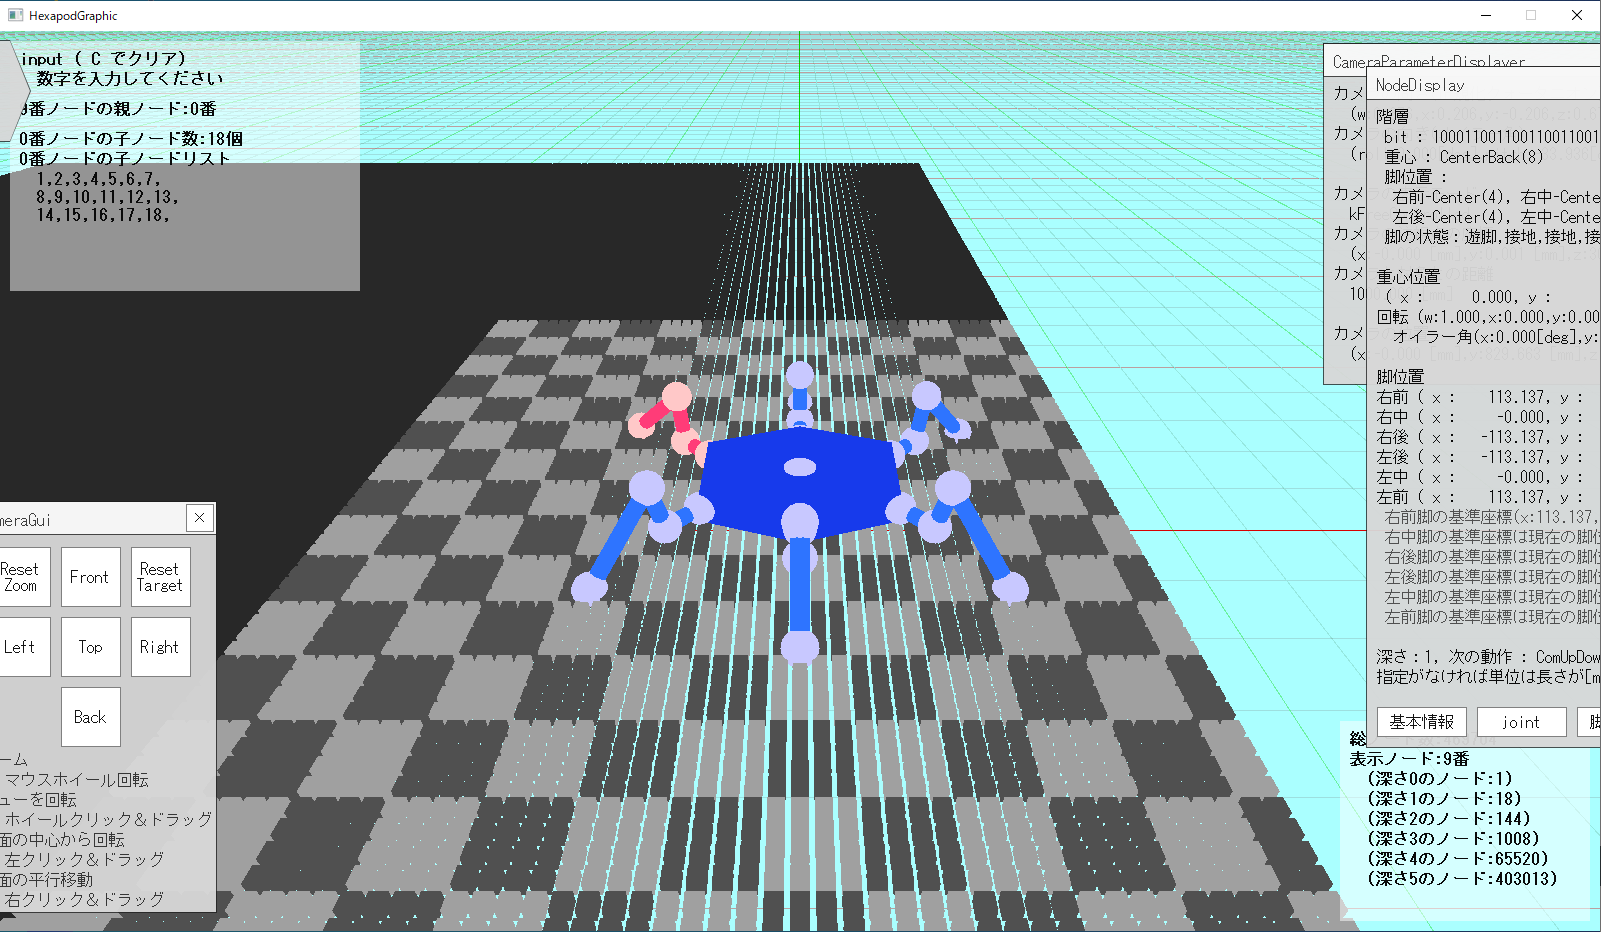 HexapodGraphic
input ( C でクリア)
数字を入力してください
9番ノードの親ノード:0番
0番ノードの子ノード数:18個
0番ノードの子ノードリスト
1,2,3,4,5,6,7,
8,9,10,11,12,13,
14,15,16,17,18,
CameraParameterDisplayer
カメ
(w
カメ
カメ
kF
カメ
(x
カメ
10
カメ
(x
NodeDisplay
階層
bit : 10001100110011001100
重心 : CenterBack(8)
脚位置 :
右前-Center(4), 右中-Cente
左後-Center(4), 左中-Cente
脚の状態 : 遊脚,接地,接地,接
重心位置
( x :     0.000, y :
回転 (w:1.000,x:0.000,y:0.00
オイラー角(x:0.000[deg],y:
脚位置
右前 ( x :   113.137, y :
右中 ( x :    -0.000, y :
右後 ( x :  -113.137, y :
左後 ( x :  -113.137, y :
左中 ( x :    -0.000, y :
左前 ( x :   113.137, y :
右前脚の基準座標(x:113.137,
右中脚の基準座標は現在の脚位
右後脚の基準座標は現在の脚位
左後脚の基準座標は現在の脚位
左中脚の基準座標は現在の脚位
左前脚の基準座標は現在の脚位
深さ : 1, 次の動作 : ComUpDow
指定がなければ単位は長さが[m
基本情報
joint
脚
表示ノード:9番
(深さ0のノード:1)
(深さ1のノード:18)
(深さ2のノード:144)
(深さ3のノード:1008)
(深さ4のノード:65520)
(深さ5のノード:403013)
meraGui
Reset Zoom
Front
Reset Target
Left
Top
Right
Back
ーム
マウスホイール回転
ューを回転
ホイールクリック&ドラッグ
面の中心から回転
左クリック&ドラッグ
面の平行移動
右クリック&ドラッグ